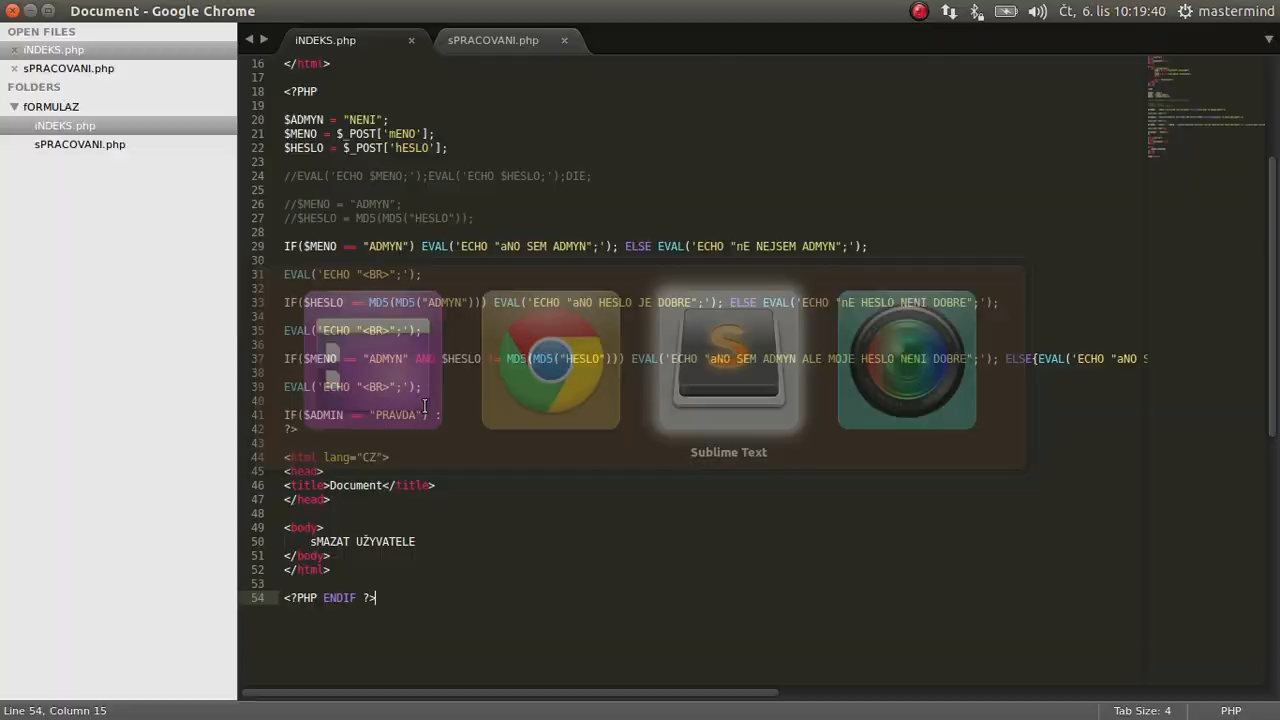 Document - Google Chrome
Čt, 6. lis 10:19:40
mastermind
OPEN FILES
iNDEKS.php
sPRACOVANI.php
FOLDERS
fORMULAZ
iNDEKS.php
sPRACOVANI.php
iNDEKS.php
sPRACOVANI.php
16 </html>
17
18 <?PHP
19
20 $ADMYN = "NENI";
21 $MENO = $_POST['mENO'];
22 $HESLO = $_POST['hESLO'];
23
24 //EVAL('ECHO $MENO;');EVAL('ECHO $HESLO;');DIE;
25
26 //$MENO = "ADMYN";
27 //$HESLO = MD5(MD5("HESLO"));
28
29 IF($MENO == "ADMYN") EVAL('ECHO "aNO SEM ADMYN";'); ELSE EVAL('ECHO "nE NEJSEM ADMYN";');
30
31 EVAL('ECHO "<BR>";');
32
33 IF($HESLO == MD5(MD5("ADMYN"))) EVAL('ECHO "aNO HESLO JE DOBRE";'); ELSE EVAL('ECHO "nE HESLO NENI DOBRE";');
34
35 EVAL('ECHO "<BR>";');
36
37 IF($MENO == "ADMYN" AND $HESLO != MD5(MD5("HESLO"))) EVAL('ECHO "aNO SEM ADMYN ALE MOJE HESLO NENI DOBRE";'); ELSE{EVAL('ECHO "aNO S
38
39 EVAL('ECHO "<BR>";');
40
41 IF($ADMIN == "PRAVDA") :
42 ?>
43
44 <html lang="CZ">
45 <head>
46 <title>Document</title>
47 </head>
48
49 <body>
50 sMAZAT UŽYVATELE
51 </body>
52 </html>
53
54 <?PHP ENDIF ?>
Sublime Text
Line 54, Column 15
Tab Size: 4
PHP